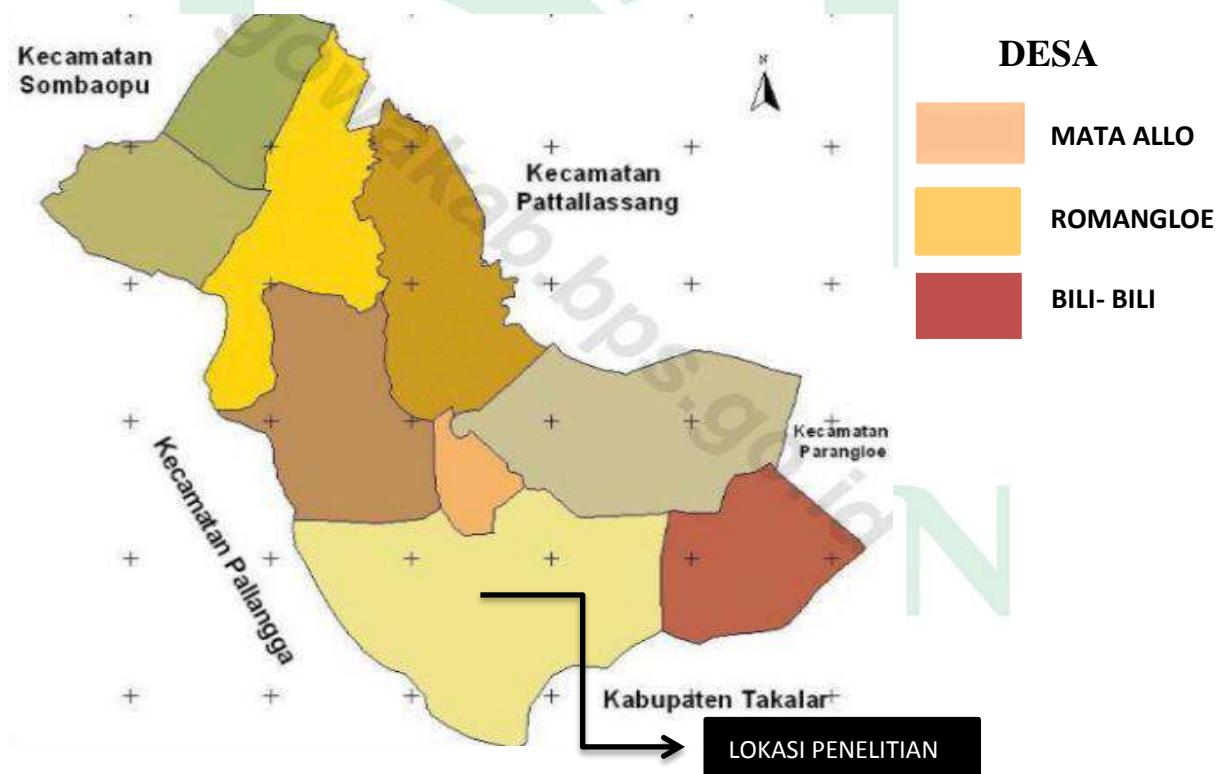 Kecamatan
Sombaopu
N
Kecamatan
Pattallassang
Kecamatan
Parangloe
Kecamatan Pallangga
Kabupaten Takalar
LOKASI PENELITIAN
gowakab.bps.go.id
DESA
MATA ALLO
ROMANGLOE
BILI- BILI
N